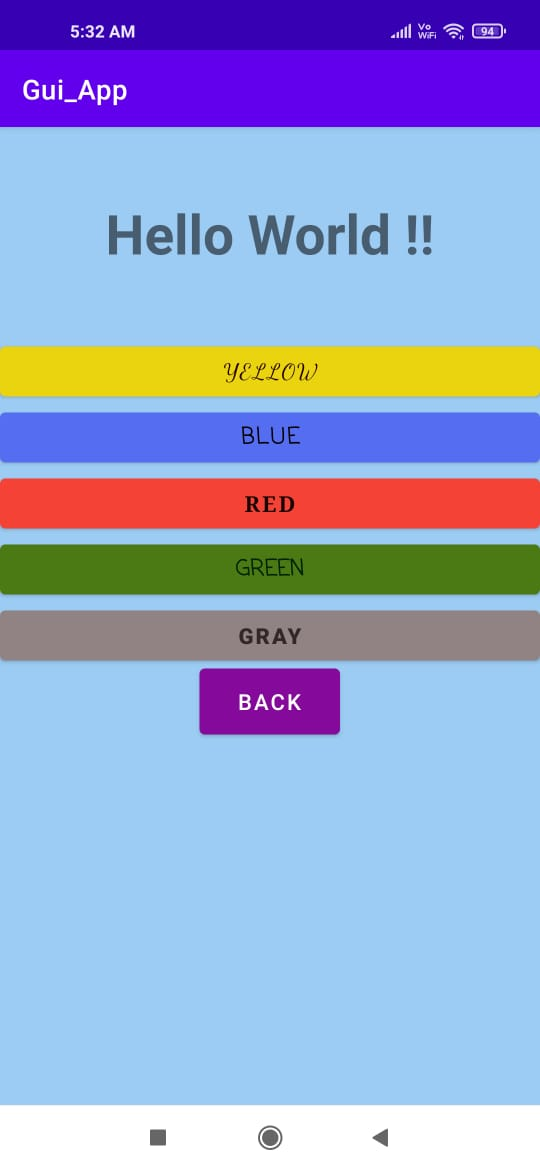 5:32 AM
Vo
WiFi
94
Gui_App
Hello World !!
YELLOW
BLUE
RED
GREEN
GRAY
BACK